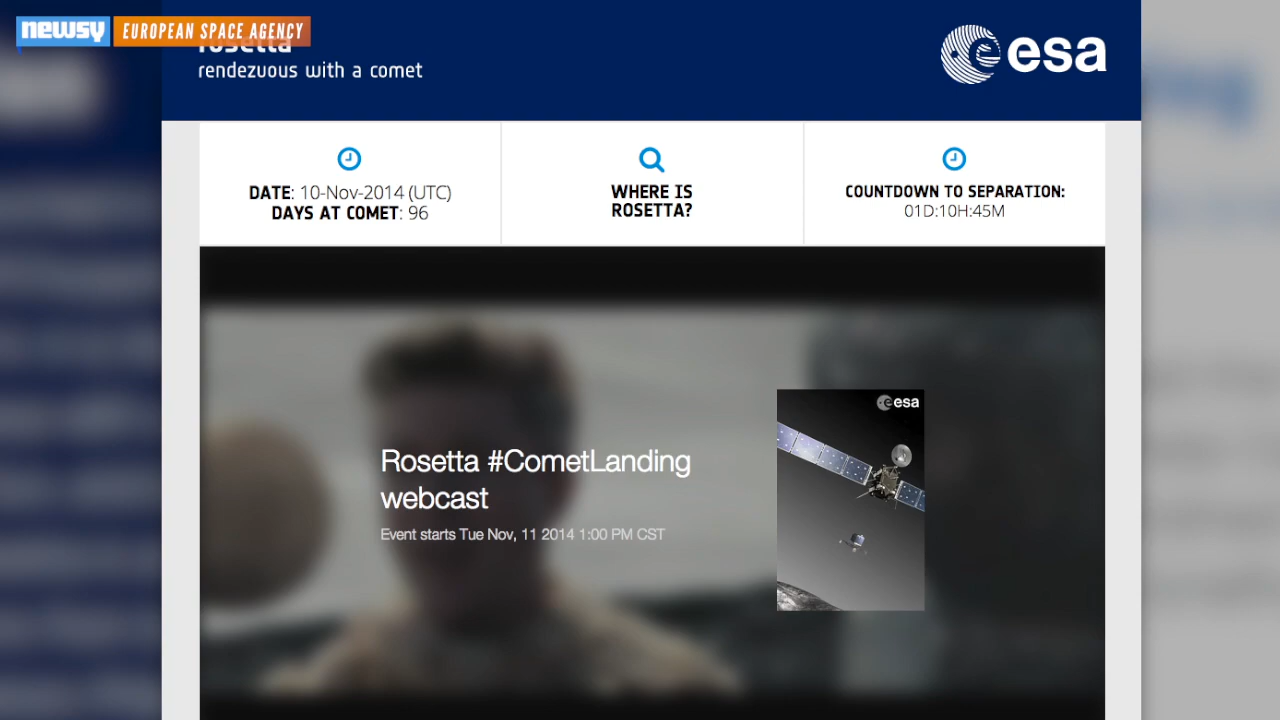 newsy
EUROPEAN SPACE AGENCY
rosetta
rendezvous with a comet
esa
DATE: 10-Nov-2014 (UTC)
DAYS AT COMET: 96
WHERE IS
ROSETTA?
COUNTDOWN TO SEPARATION:
01D:10H:45M
esa
Rosetta #CometLanding
webcast
Event starts Tue Nov, 11 2014 1:00 PM CST